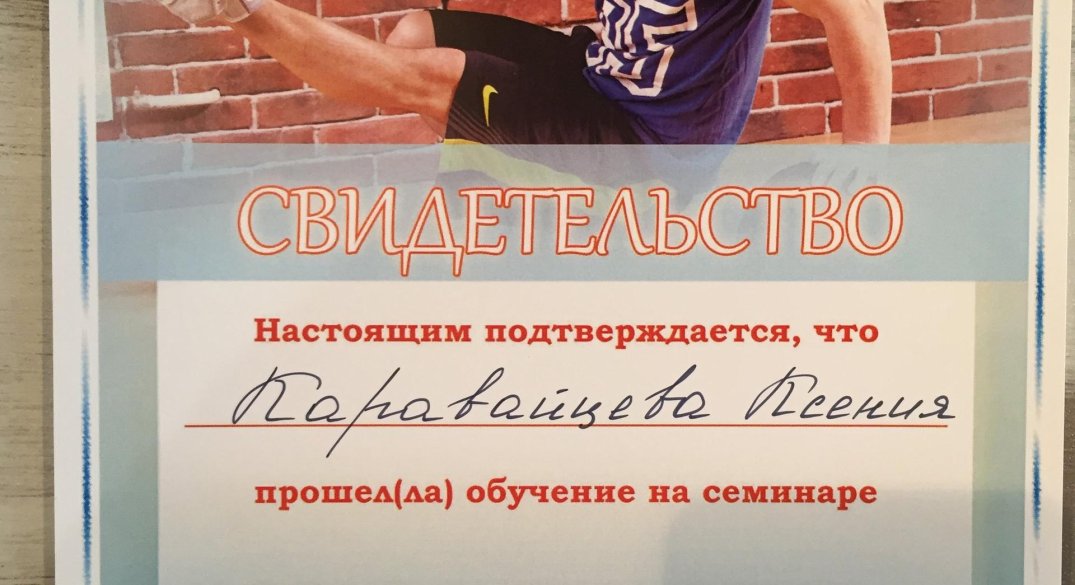 СВИДЕТЕЛЬСТВО
Настоящим подтверждается, что
Каравайцева Ксения
прошел(ла) обучение на семинаре